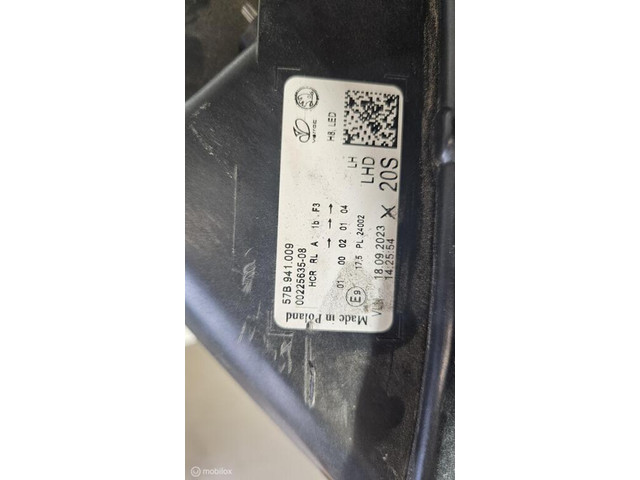 57B.941.009
00225635-08
HCR RL A 1b F3
→ → →
01 00 02 01 04
E9
17.5 PL 24002
18.09.2023
14:25:54
X
H8, LED
LH
LHD
20S
Made in Poland
mobilox